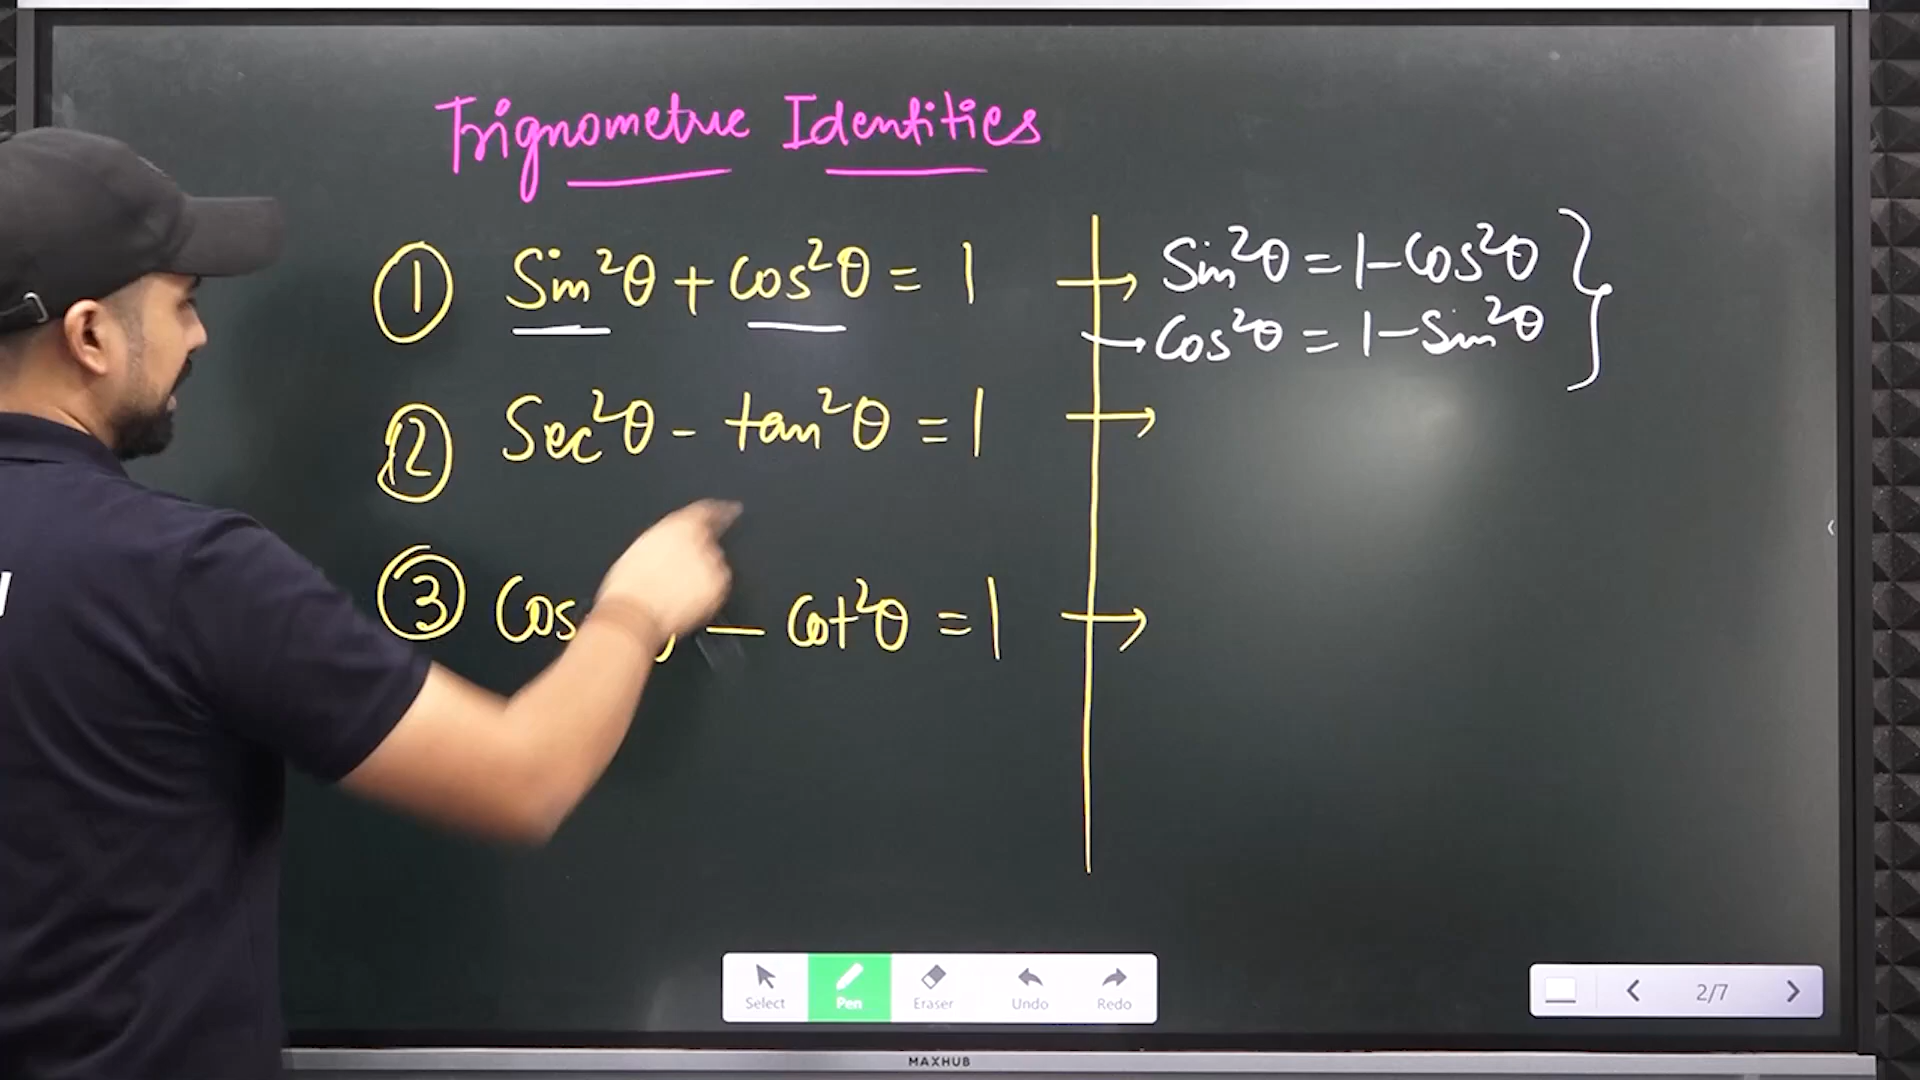 Trignometric Identities
① Sin²θ + cos²θ = 1
→ Sin²θ = 1 – Cos²θ
→ Cos²θ = 1 – Sin²θ
② Sec²θ - tan²θ = 1 →
③ – cot²θ = 1 →
Select Pen Eraser Undo Redo
2/7
MAXHUB